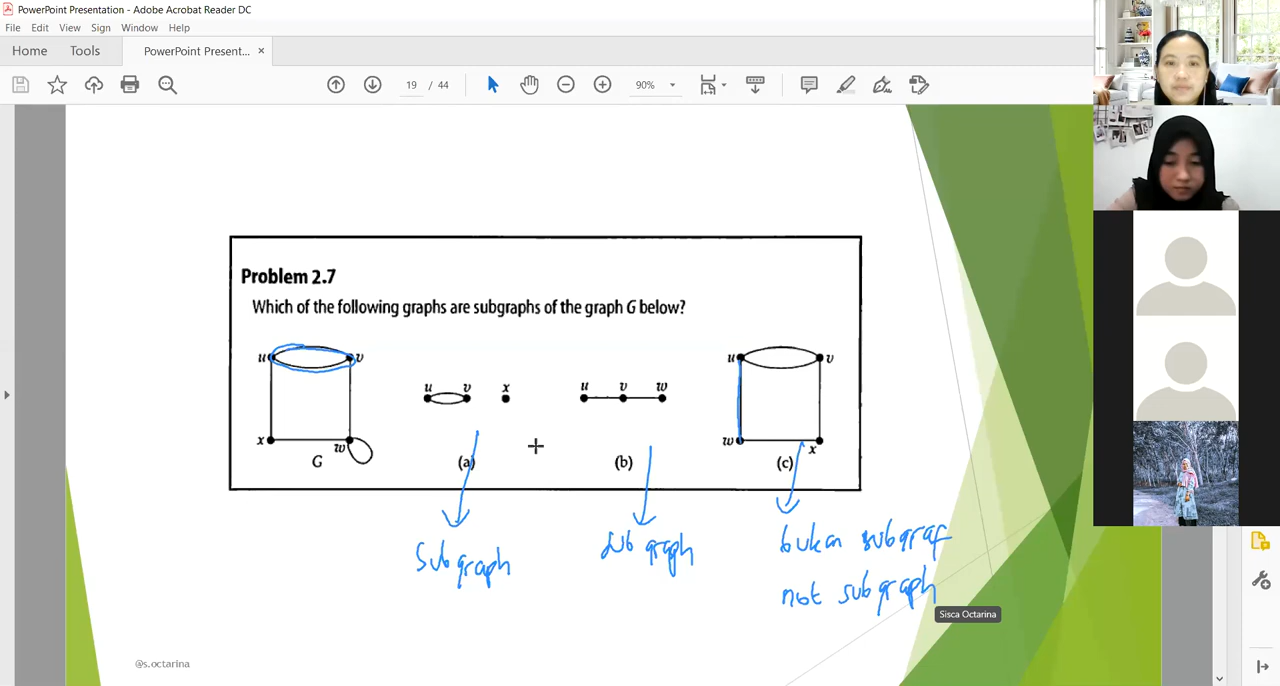 PowerPoint Presentation - Adobe Acrobat Reader DC
File Edit View Sign Window Help
Home Tools PowerPoint Present... ×
19 / 44 90%
Problem 2.7
Which of the following graphs are subgraphs of the graph G below?
u v u v
u v x u v w
x w w x
G (a) (b) (c)
subgraph subgraph bukan subgraf
not subgraph
Sisca Octarina
@s.octarina